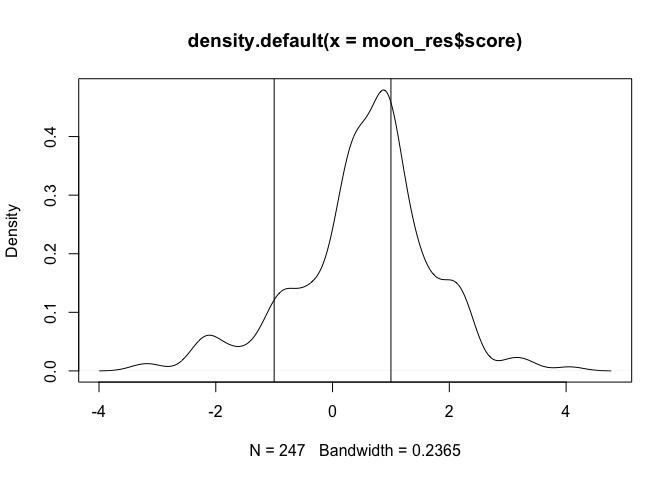 density.default(x = moon_res$score)
Density
0.4
0.3
0.2
0.1
0.0
-4 -2 0 2 4
N = 247 Bandwidth = 0.2365